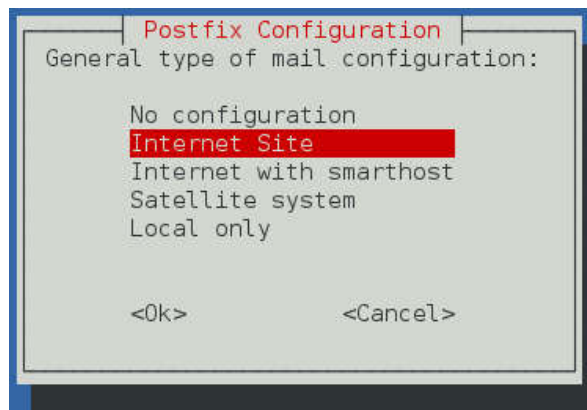 Postfix Configuration
General type of mail configuration:
No configuration
Internet Site
Internet with smarthost
Satellite system
Local only
<Ok> <Cancel>